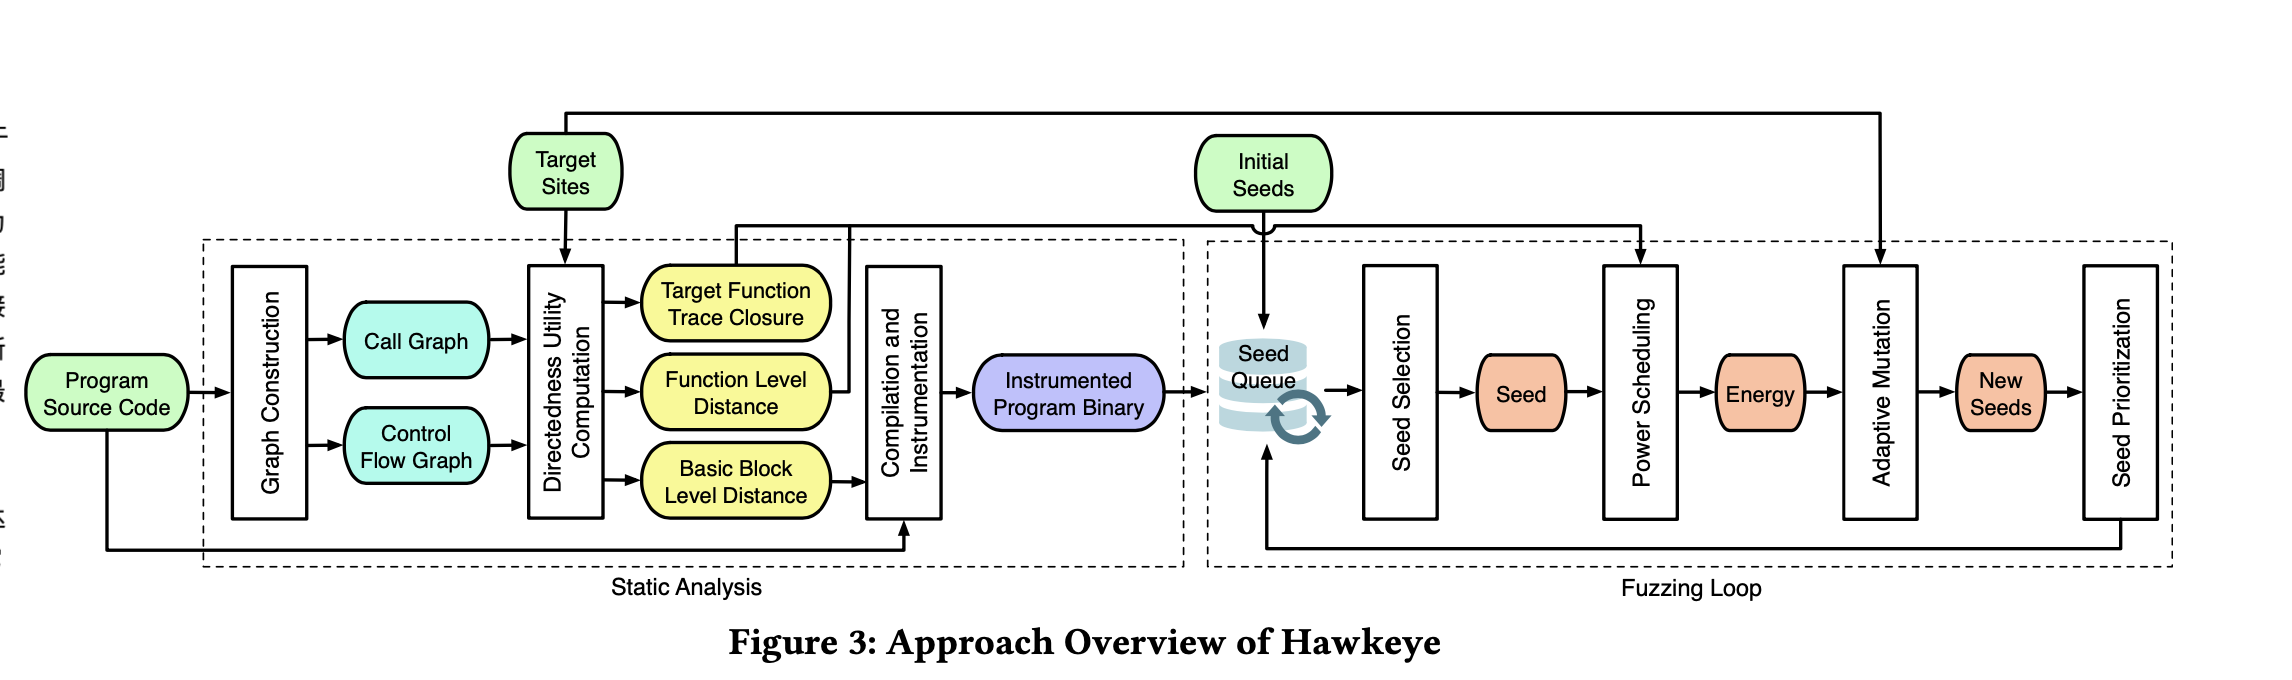 Target
Sites
Initial
Seeds
Program
Source Code
Graph Construction
Call Graph
Control
Flow Graph
Directedness Utility
Computation
Target Function
Trace Closure
Function Level
Distance
Basic Block
Level Distance
Compilation and
Instrumentation
Instrumented
Program Binary
Seed
Queue
Seed Selection
Seed
Power Scheduling
Energy
Adaptive Mutation
New
Seeds
Seed Prioritization
Static Analysis
Fuzzing Loop
Figure 3: Approach Overview of Hawkeye